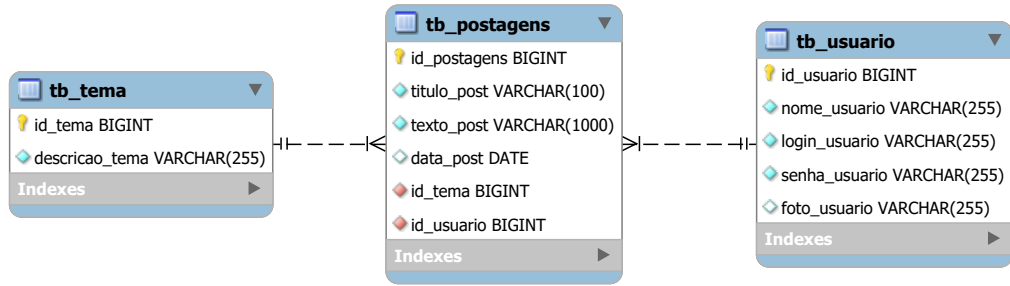 tb_tema
id_tema BIGINT
descricao_tema VARCHAR(255)
Indexes
tb_postagens
id_postagens BIGINT
titulo_post VARCHAR(100)
texto_post VARCHAR(1000)
data_post DATE
id_tema BIGINT
id_usuario BIGINT
Indexes
tb_usuario
id_usuario BIGINT
nome_usuario VARCHAR(255)
login_usuario VARCHAR(255)
senha_usuario VARCHAR(255)
foto_usuario VARCHAR(255)
Indexes